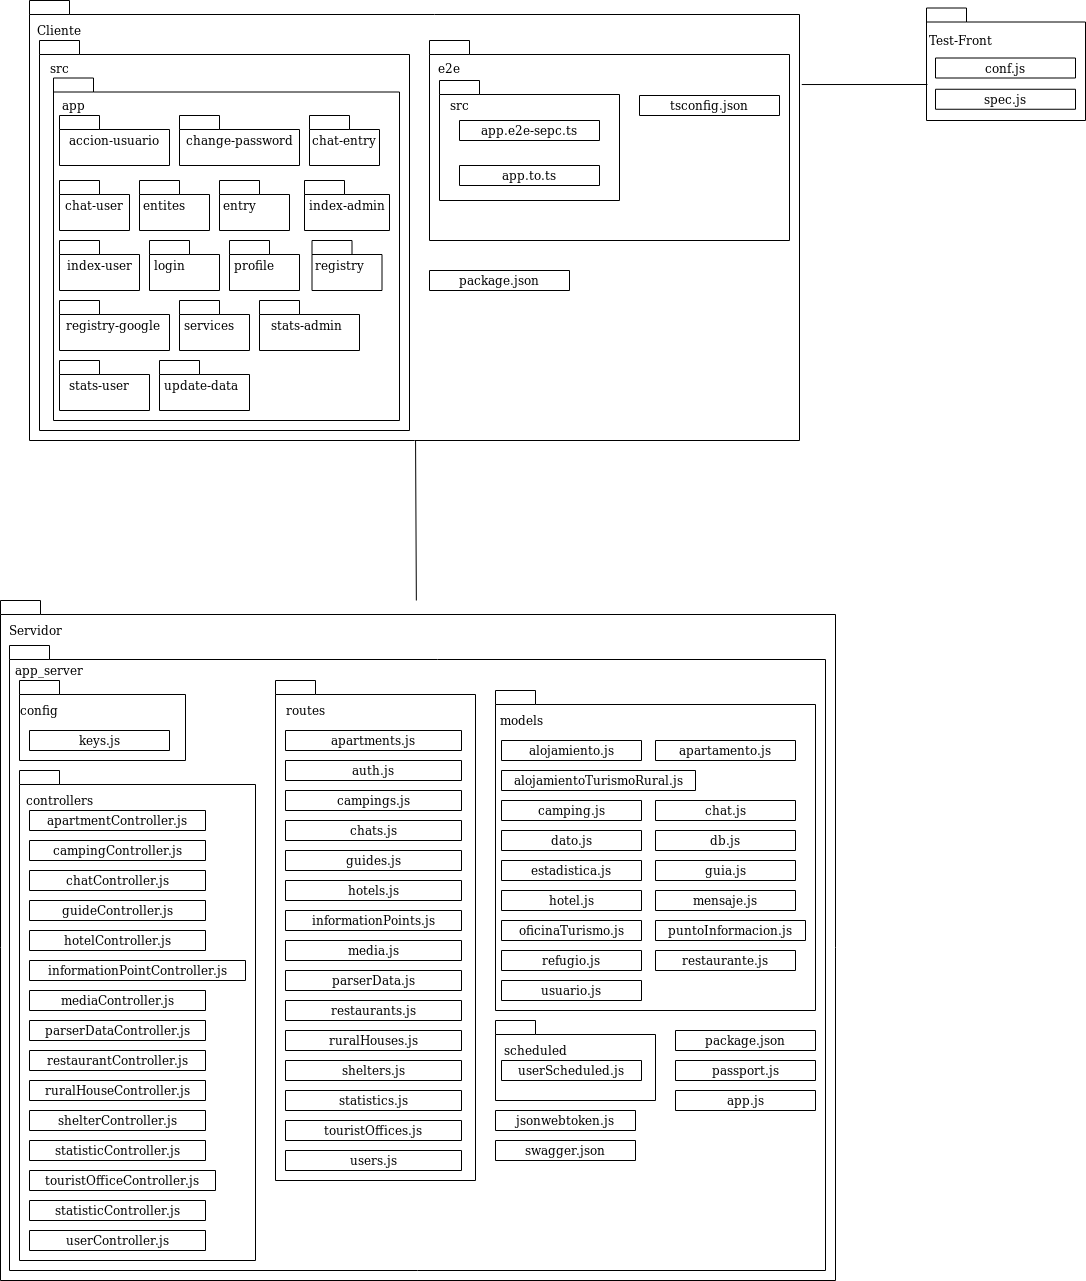 Cliente
src
app
accion-usuario
change-password
chat-entry
chat-user
entites
entry
index-admin
index-user
login
profile
registry
registry-google
services
stats-admin
stats-user
update-data
e2e
src
app.e2e-sepc.ts
app.to.ts
tsconfig.json
package.json
Test-Front
conf.js
spec.js
Servidor
app_server
config
keys.js
controllers
apartmentController.js
campingController.js
chatController.js
guideController.js
hotelController.js
informationPointController.js
mediaController.js
parserDataController.js
restaurantController.js
ruralHouseController.js
shelterController.js
statisticController.js
touristOfficeController.js
statisticController.js
userController.js
routes
apartments.js
auth.js
campings.js
chats.js
guides.js
hotels.js
informationPoints.js
media.js
parserData.js
restaurants.js
ruralHouses.js
shelters.js
statistics.js
touristOffices.js
users.js
models
alojamiento.js
apartamento.js
alojamientoTurismoRural.js
camping.js
chat.js
dato.js
db.js
estadistica.js
guia.js
hotel.js
mensaje.js
oficinaTurismo.js
puntoInformacion.js
refugio.js
restaurante.js
usuario.js
scheduled
userScheduled.js
package.json
passport.js
app.js
jsonwebtoken.js
swagger.json